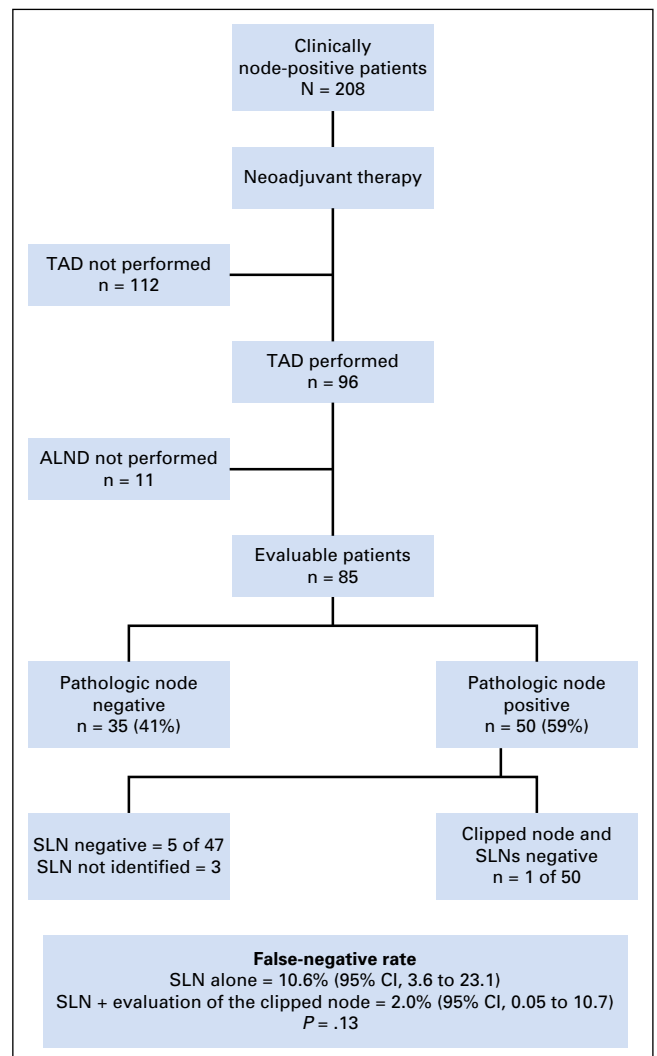 Clinically
node-positive patients
N = 208
Neoadjuvant therapy
TAD not performed
n = 112
TAD performed
n = 96
ALND not performed
n = 11
Evaluable patients
n = 85
Pathologic node
negative
n = 35 (41%)
Pathologic node
positive
n = 50 (59%)
SLN negative = 5 of 47
SLN not identified = 3
Clipped node and
SLNs negative
n = 1 of 50
False-negative rate
SLN alone = 10.6% (95% CI, 3.6 to 23.1)
SLN + evaluation of the clipped node = 2.0% (95% CI, 0.05 to 10.7)
P = .13